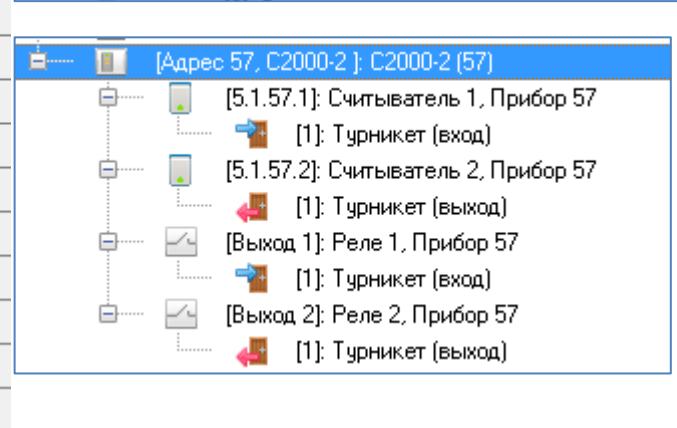 [Адрес 57, С2000-2 ]: С2000-2 (57)
[5.1.57.1]: Считыватель 1, Прибор 57
[1]: Турникет (вход)
[5.1.57.2]: Считыватель 2, Прибор 57
[1]: Турникет (выход)
[Выход 1]: Реле 1, Прибор 57
[1]: Турникет (вход)
[Выход 2]: Реле 2, Прибор 57
[1]: Турникет (выход)